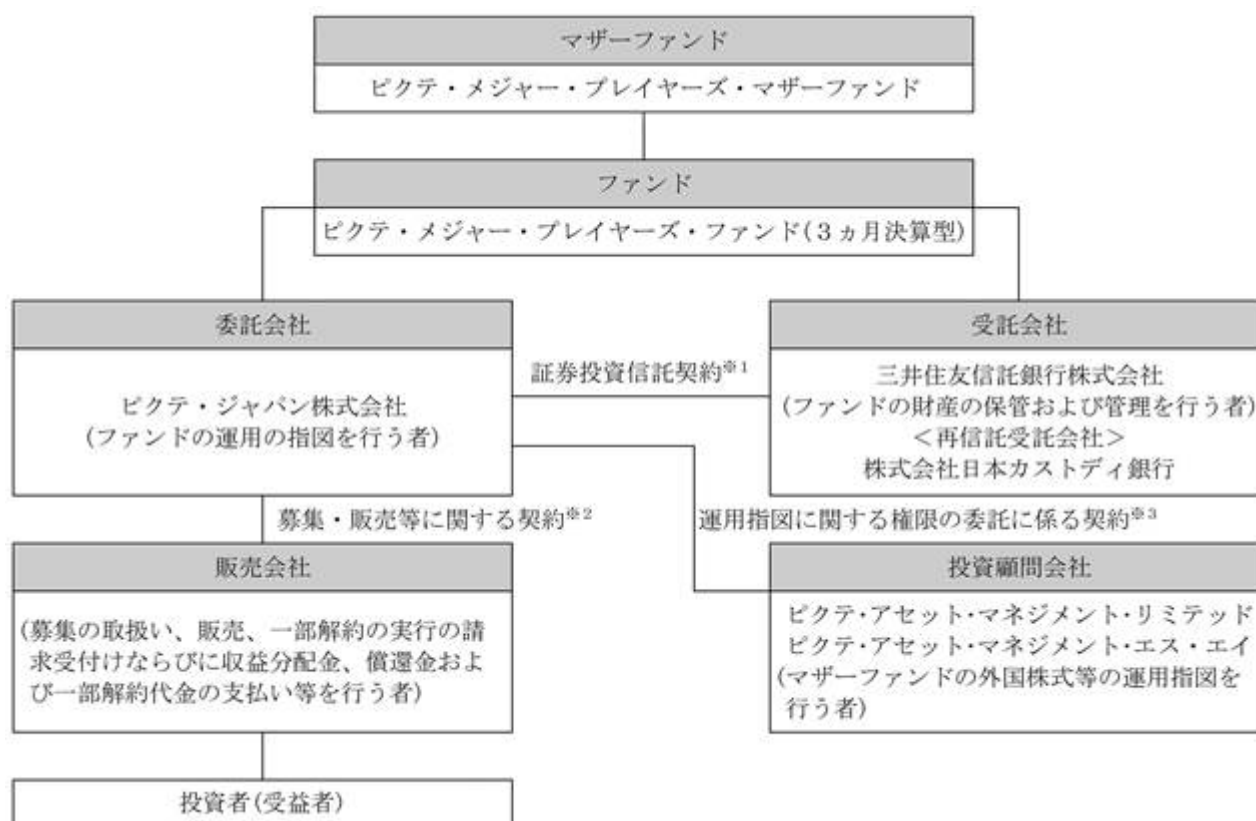 マザーファンド
ピクテ・メジャー・プレイヤーズ・マザーファンド
ファンド
ピクテ・メジャー・プレイヤーズ・ファンド(３ヵ月決算型)
委託会社
ピクテ・ジャパン株式会社
(ファンドの運用の指図を行う者)
証券投資信託契約※1
受託会社
三井住友信託銀行株式会社
(ファンドの財産の保管および管理を行う者)
＜再信託受託会社＞
株式会社日本カストディ銀行
募集・販売等に関する契約※2
運用指図に関する権限の委託に係る契約※3
販売会社
(募集の取扱い、販売、一部解約の実行の請
求受付けならびに収益分配金、償還金およ
び一部解約代金の支払い等を行う者)
投資顧問会社
ピクテ・アセット・マネジメント・リミテッド
ピクテ・アセット・マネジメント・エス・エイ
(マザーファンドの外国株式等の運用指図を
行う者)
投資者(受益者)